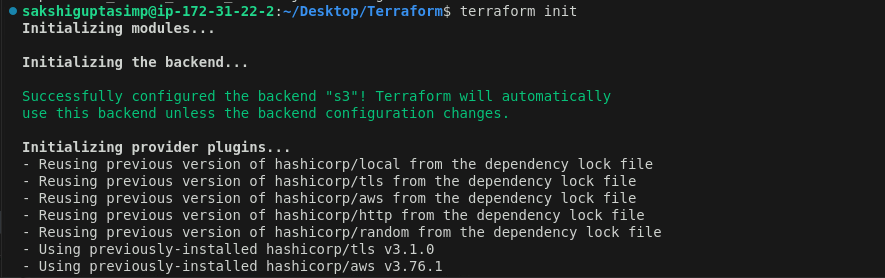 sakshiguptasimp@ip-172-31-22-2:~/Desktop/Terraform$ terraform init
Initializing modules...
Initializing the backend...
Successfully configured the backend "s3"! Terraform will automatically
use this backend unless the backend configuration changes.
Initializing provider plugins...
- Reusing previous version of hashicorp/local from the dependency lock file
- Reusing previous version of hashicorp/tls from the dependency lock file
- Reusing previous version of hashicorp/aws from the dependency lock file
- Reusing previous version of hashicorp/http from the dependency lock file
- Reusing previous version of hashicorp/random from the dependency lock file
- Using previously-installed hashicorp/tls v3.1.0
- Using previously-installed hashicorp/aws v3.76.1